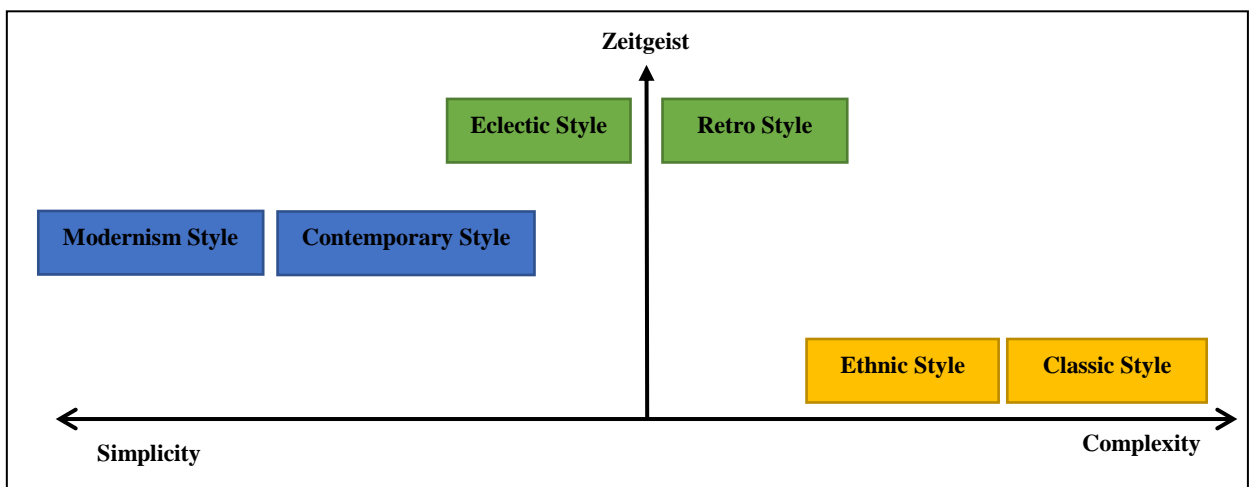 Zeitgeist
Eclectic Style
Retro Style
Modernism Style
Contemporary Style
Ethnic Style
Classic Style
Simplicity
Complexity